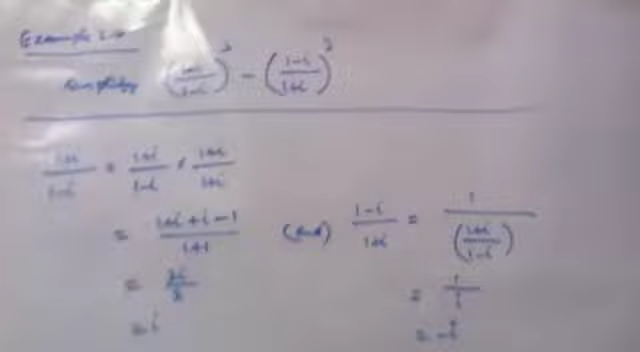 Example 2.
Simplify (1+i/1-i)³ - (1-i/1+i)³
1+i/1-i = 1+i/1-i × 1+i/1+i
= 1+i+i-1/1+1 (And) 1-i/1+i = 1/(1+i/1-i)
= 2i/2 = 1/i
= i = -i